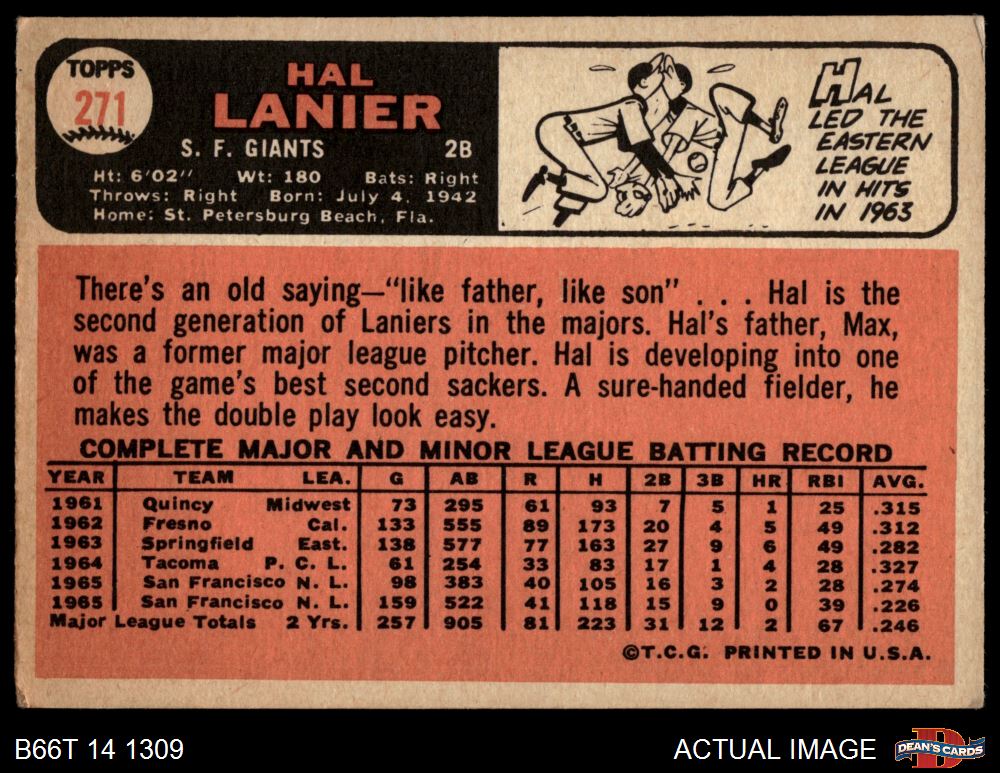 TOPPS
271
HAL
LANIER
S. F. GIANTS 2B
Ht: 6'02" Wt: 180 Bats: Right
Throws: Right Born: July 4, 1942
Home: St. Petersburg Beach, Fla.
HAL
LED THE
EASTERN
LEAGUE
IN HITS
IN 1963
There's an old saying—"like father, like son" . . . Hal is the
second generation of Laniers in the majors. Hal's father, Max,
was a former major league pitcher. Hal is developing into one
of the game's best second sackers. A sure-handed fielder, he
makes the double play look easy.
COMPLETE MAJOR AND MINOR LEAGUE BATTING RECORD
YEAR TEAM LEA. G AB R H 2B 3B HR RBI AVG.
1961 Quincy Midwest 73 295 61 93 7 5 1 25 .315
1962 Fresno Cal. 133 555 89 173 20 4 5 49 .312
1963 Springfield East. 138 577 77 163 27 9 6 49 .282
1964 Tacoma P. C. L. 61 254 33 83 17 1 4 28 .327
1965 San Francisco N. L. 98 383 40 105 16 3 2 28 .274
1965 San Francisco N. L. 159 522 41 118 15 9 0 39 .226
Major League Totals 2 Yrs. 257 905 81 223 31 12 2 67 .246
©T.C.G. PRINTED IN U.S.A.
B66T 14 1309
ACTUAL IMAGE
D
DEAN'S CARDS